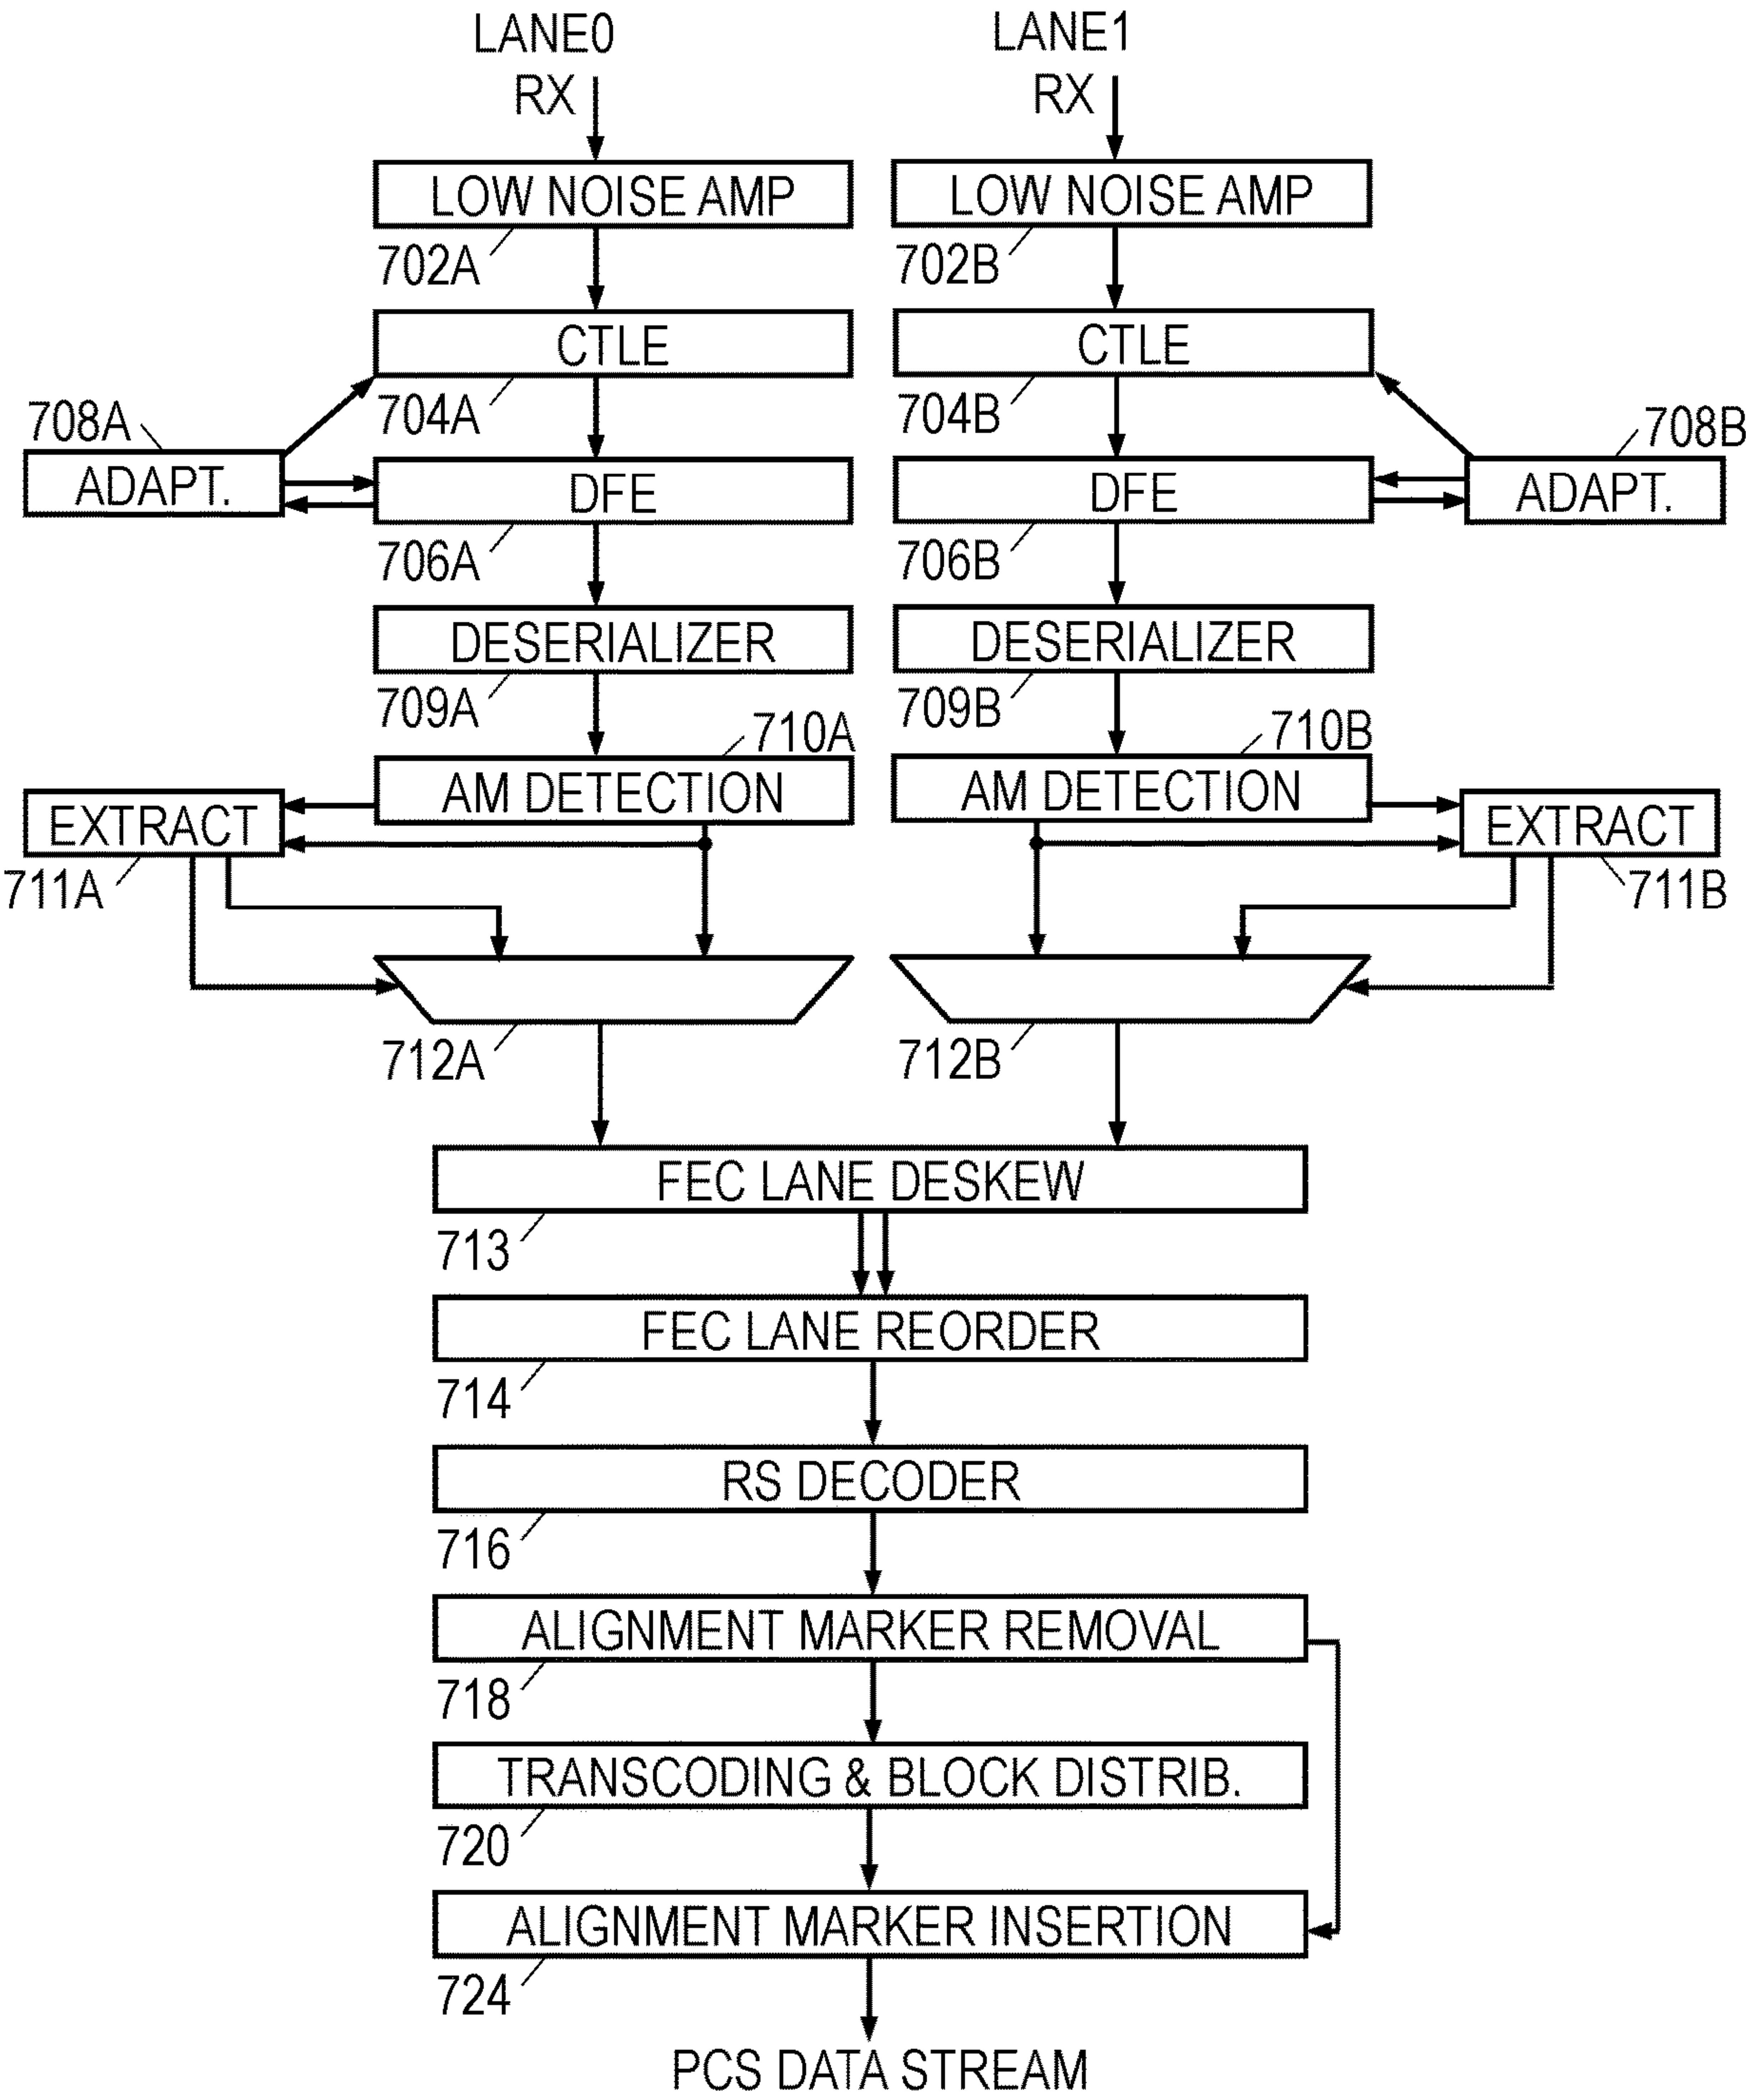 LANE0
RX
LANE1
RX
LOW NOISE AMP
LOW NOISE AMP
702A
702B
CTLE
CTLE
704A
704B
708A
708B
ADAPT.
DFE
DFE
ADAPT.
706A
706B
DESERIALIZER
DESERIALIZER
709A
709B
710A
710B
AM DETECTION
AM DETECTION
EXTRACT
EXTRACT
711A
711B
712A
712B
FEC LANE DESKEW
713
FEC LANE REORDER
714
RS DECODER
716
ALIGNMENT MARKER REMOVAL
718
TRANSCODING & BLOCK DISTRIB.
720
ALIGNMENT MARKER INSERTION
724
PCS DATA STREAM